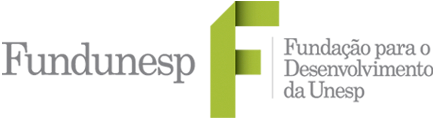 Fundunesp
F
Fundação para o
Desenvolvimento
da Unesp